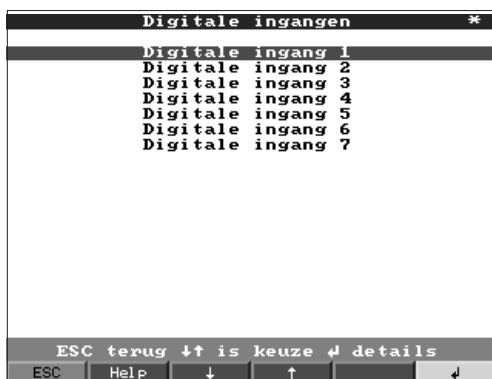 Digitale ingangen *
Digitale ingang 1
Digitale ingang 2
Digitale ingang 3
Digitale ingang 4
Digitale ingang 5
Digitale ingang 6
Digitale ingang 7
ESC terug ↓↑ is keuze ↲ details
ESC Help ↓ ↑ ↲